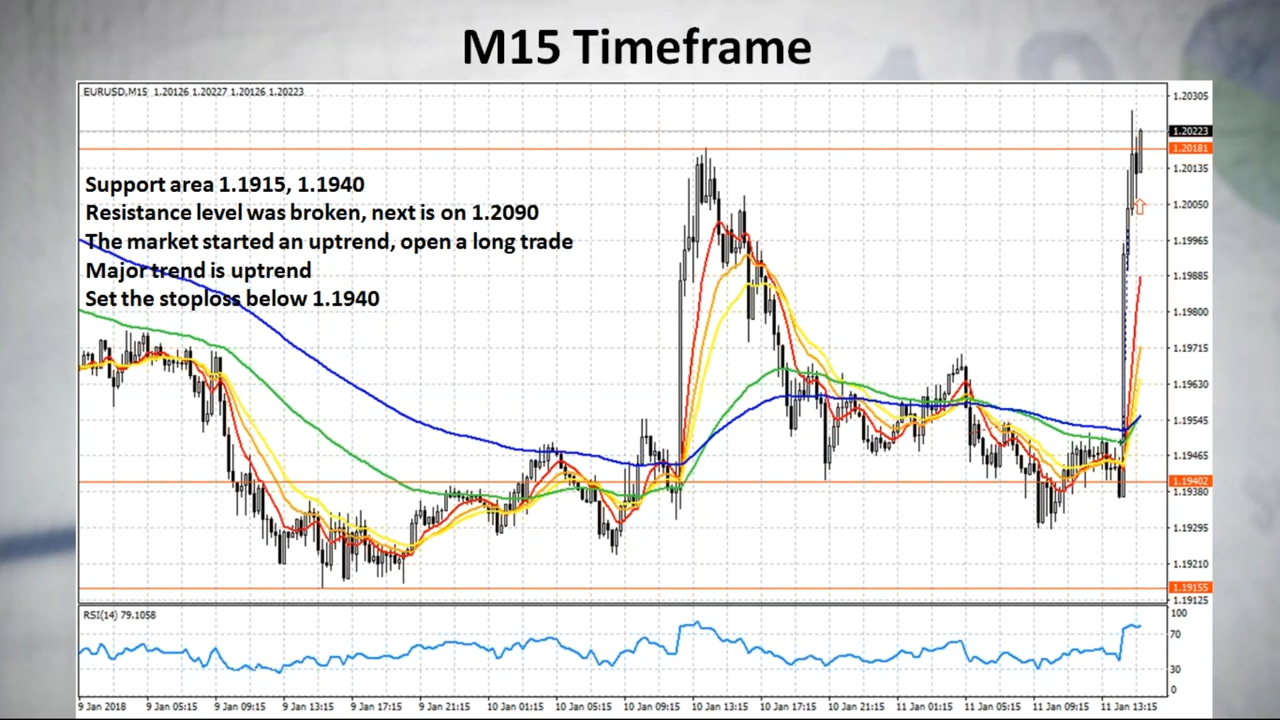 M15 Timeframe
EURUSD,M15 1.20126 1.20227 1.20126 1.20223
Support area 1.1915, 1.1940
Resistance level was broken, next is on 1.2090
The market started an uptrend, open a long trade
Major trend is uptrend
Set the stoploss below 1.1940
1.20305
1.20223
1.20181
1.20135
1.20050
1.19965
1.19885
1.19800
1.19715
1.19630
1.19545
1.19465
1.19402
1.19380
1.19295
1.19210
1.19155
1.19125
RSI(14) 79.1058
100
70
30
0
9 Jan 2018 9 Jan 05:15 9 Jan 09:15 9 Jan 13:15 9 Jan 17:15 9 Jan 21:15 10 Jan 01:15 10 Jan 05:15 10 Jan 09:15 10 Jan 13:15 10 Jan 17:15 10 Jan 21:15 11 Jan 01:15 11 Jan 05:15 11 Jan 09:15 11 Jan 13:15